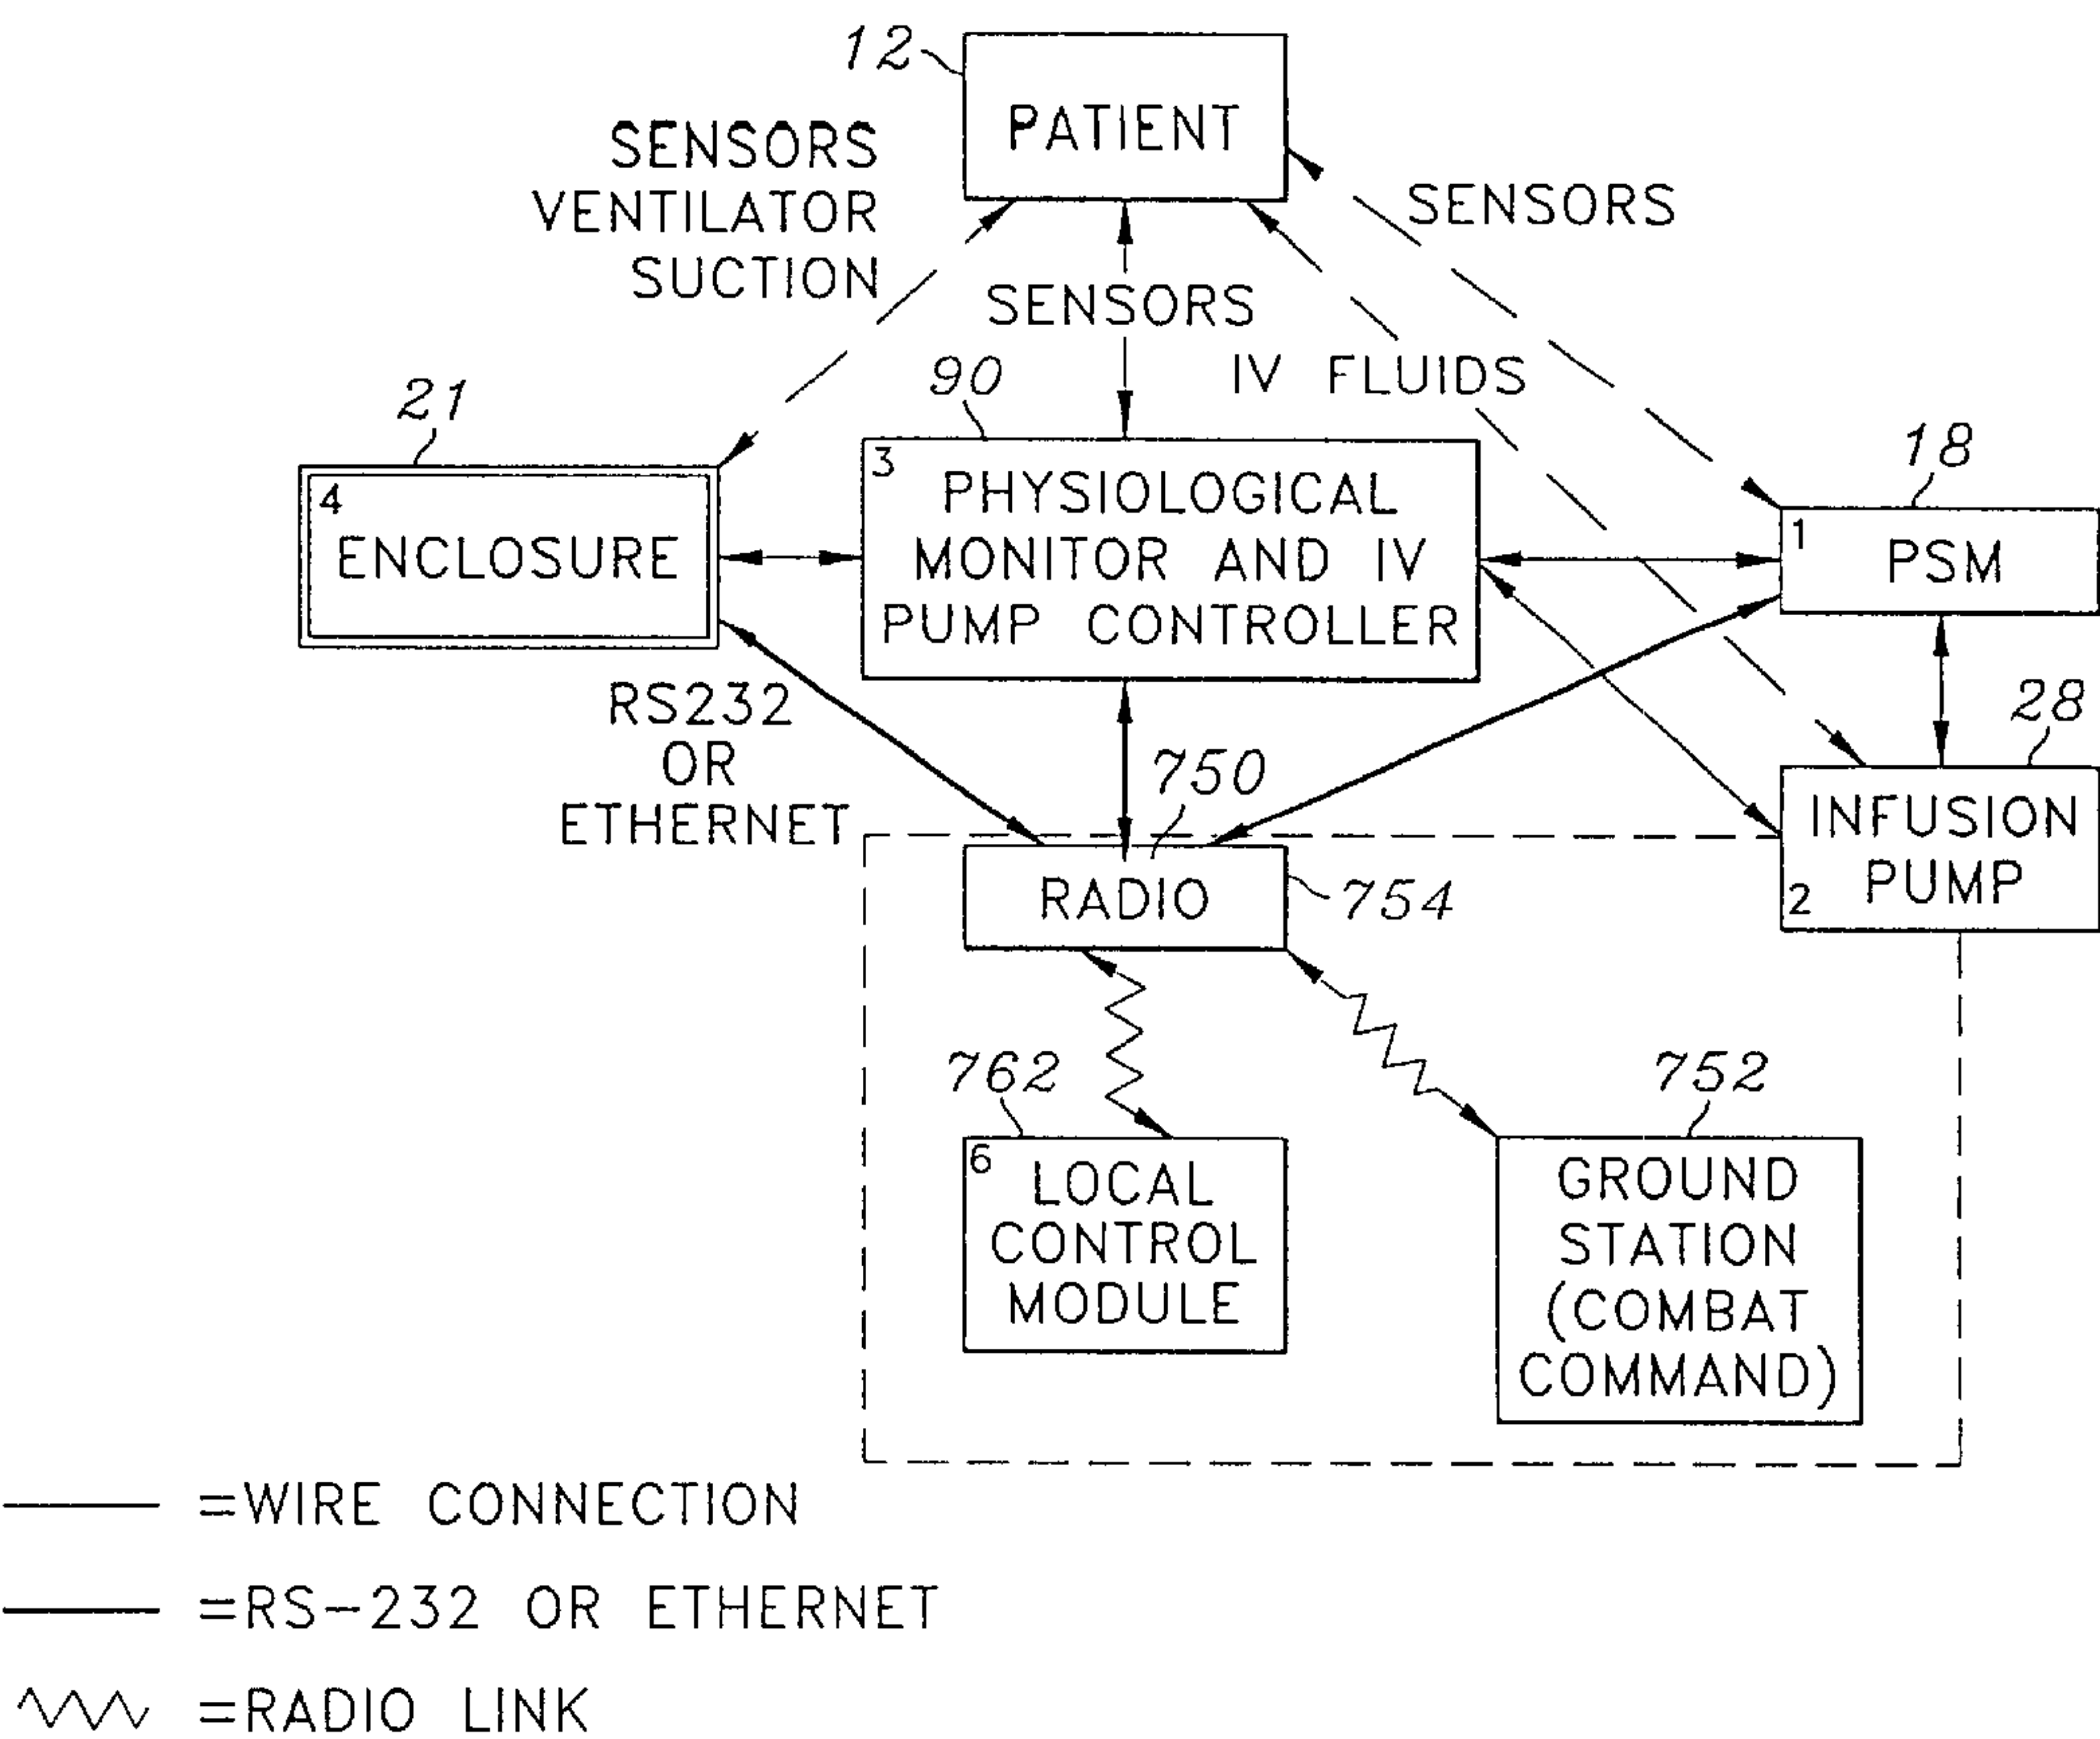 12
PATIENT
SENSORS
VENTILATOR
SUCTION
SENSORS
SENSORS
IV FLUIDS
21
4
ENCLOSURE
90
3
PHYSIOLOGICAL
MONITOR AND IV
PUMP CONTROLLER
18
1
PSM
28
INFUSION
PUMP
2
RS232
OR
ETHERNET
750
RADIO
754
762
6
LOCAL
CONTROL
MODULE
752
GROUND
STATION
(COMBAT
COMMAND)
=WIRE CONNECTION
=RS-232 OR ETHERNET
=RADIO LINK